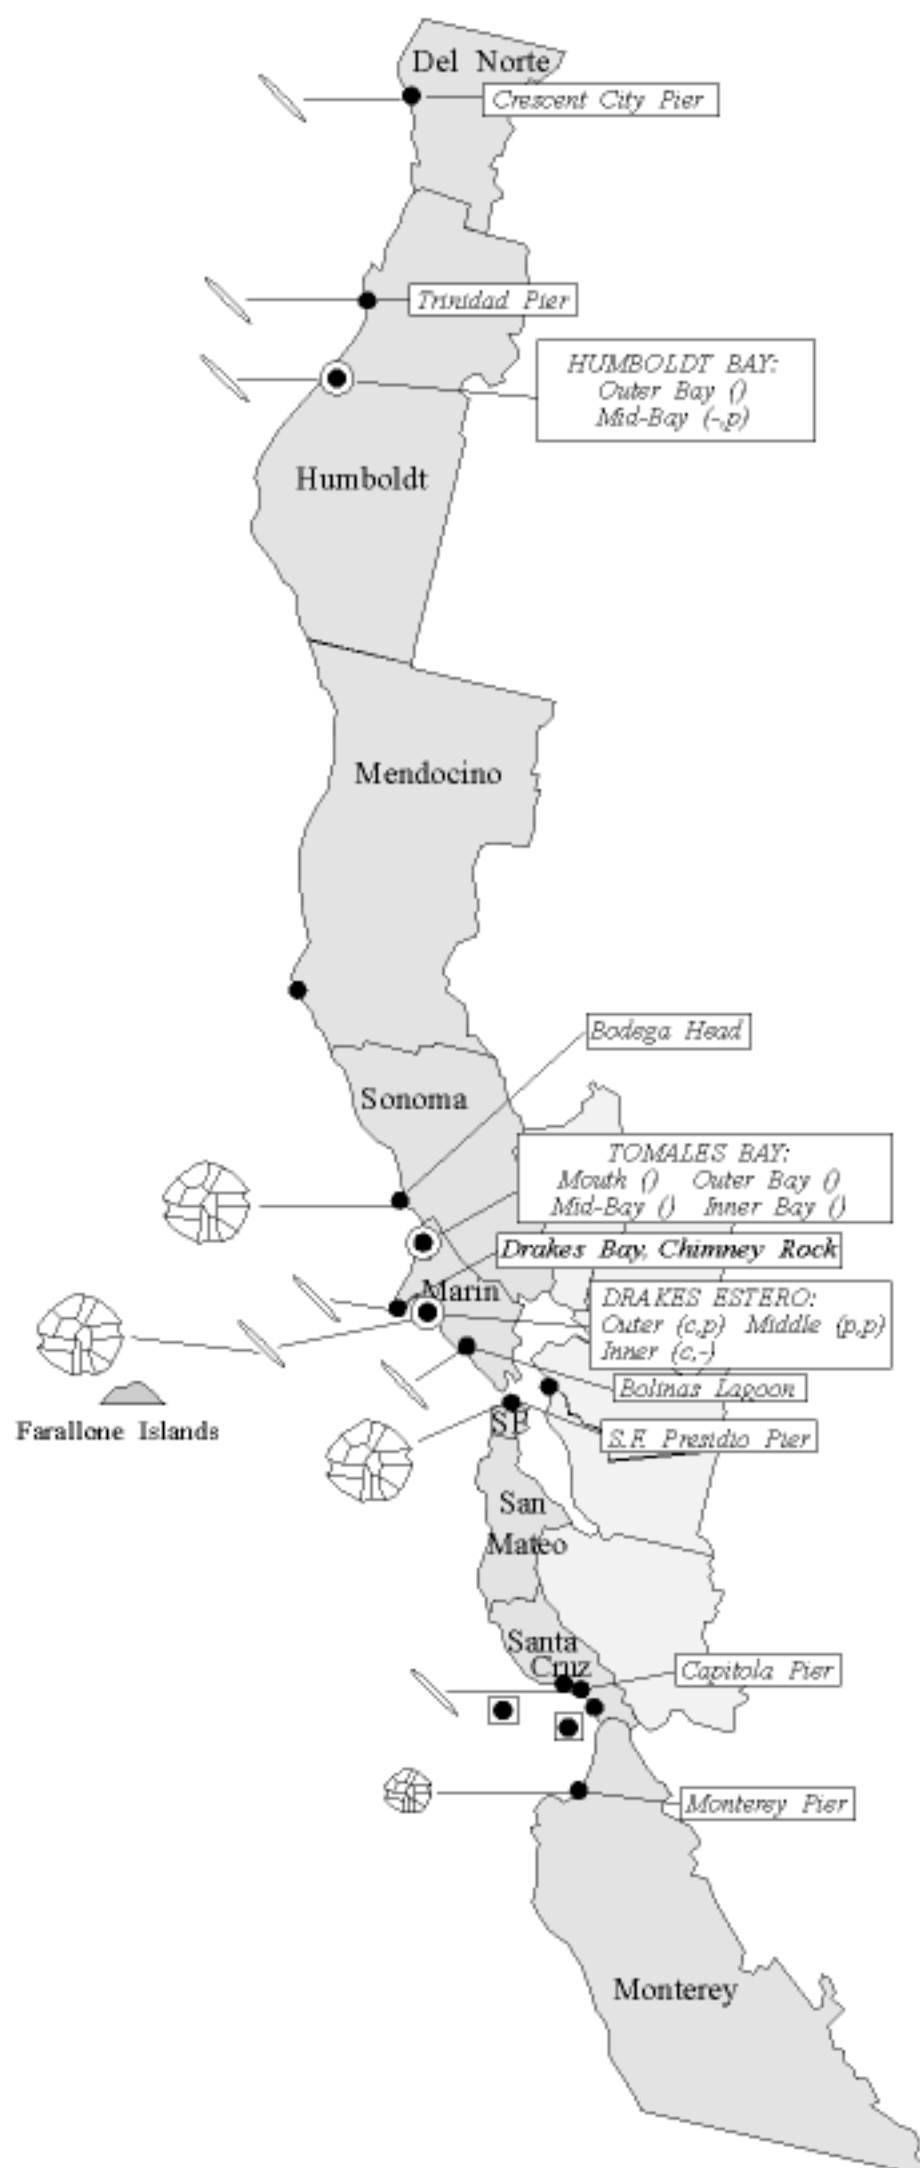 Del Norte
Crescent City Pier
Trinidad Pier
HUMBOLDT BAY:
Outer Bay ()
Mid-Bay (-,p)
Humboldt
Mendocino
Bodega Head
Sonoma
TOMALES BAY:
Mouth () Outer Bay ()
Mid-Bay () Inner Bay ()
Drakes Bay, Chimney Rock
Marin
DRAKES ESTERO:
Outer (c,p) Middle (p,p)
Inner (c,-)
Bolinas Lagoon
Farallone Islands
SF
S.F. Presidio Pier
San
Mateo
Santa
Cruz
Capitola Pier
Monterey Pier
Monterey